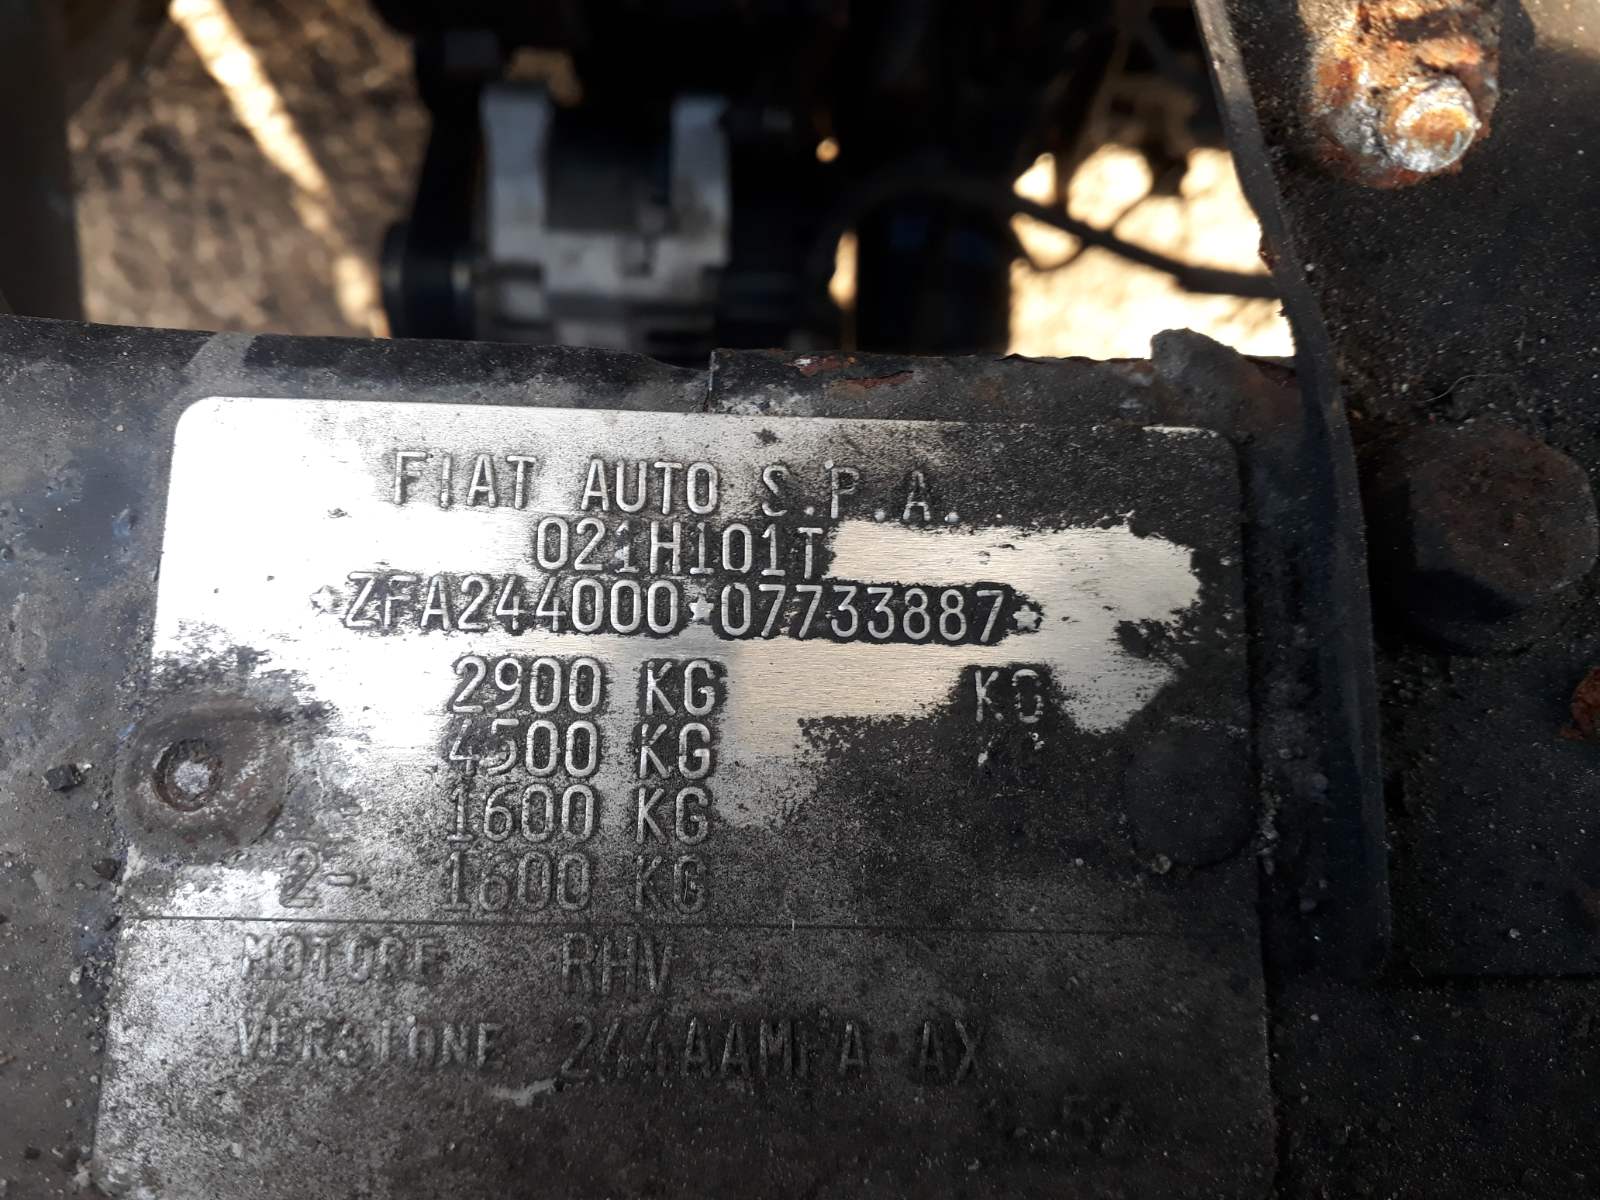 FIAT AUTO S.P.A.
021H101T
*ZFA244000*07733887*
2900 KG KG
4500 KG
1600 KG
2- 1600 KG
MOTORE RHV
VERSIONE 244AAMFA AX